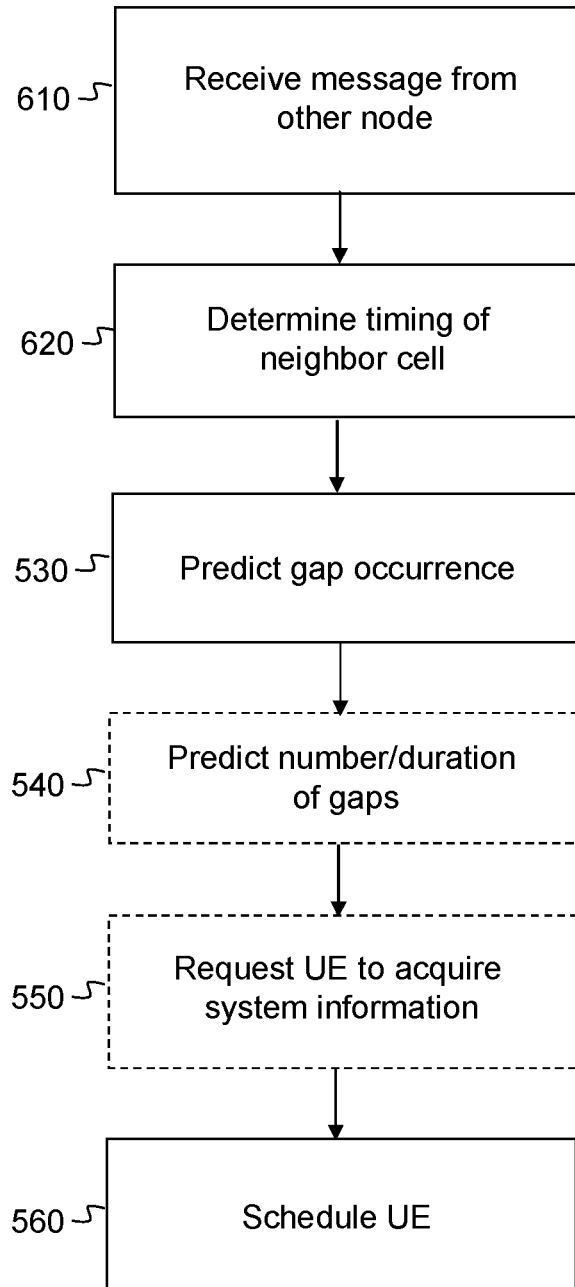 610
Receive message from
other node
620
Determine timing of
neighbor cell
530
Predict gap occurrence
540
Predict number/duration
of gaps
550
Request UE to acquire
system information
560
Schedule UE